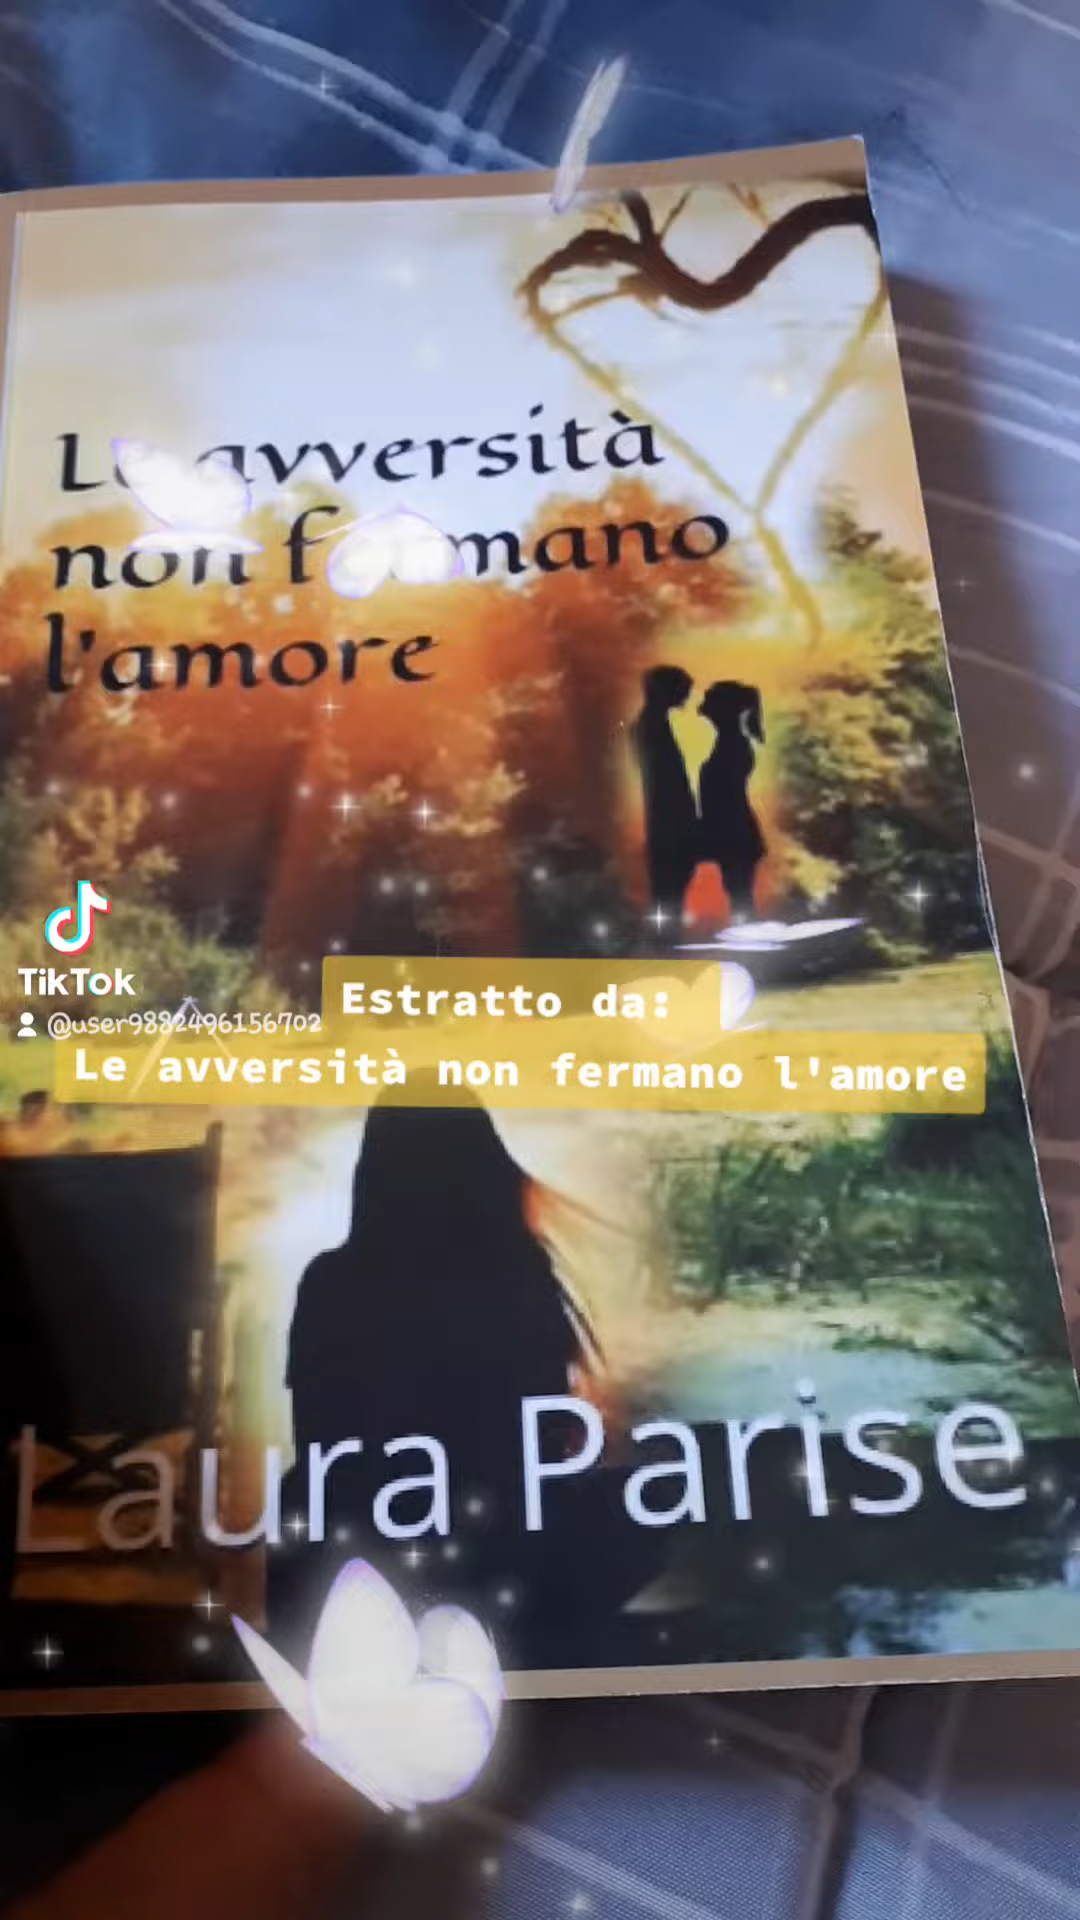 Le avversità
non fermano
l'amore
TikTok
@user9882496156702
Estratto da:
Le avversità non fermano l'amore
Laura Parise